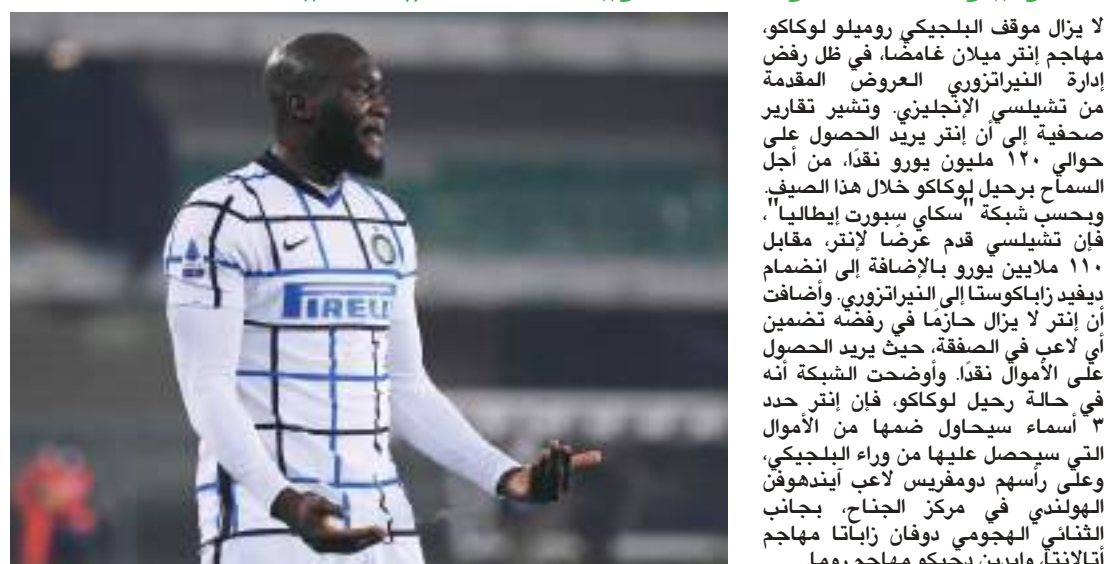 لا يزال موقف البلجيكي روميلو لوكاكو،
مهاجم إنتر ميلان غامضًا، في ظل رفض
إدارة النيراتزوري العروض المقدمة
من تشيلسي الإنجليزي. وتشير تقارير
صحفية إلى أن إنتر يريد الحصول على
حوالي ١٢٠ مليون يورو نقدًا، من أجل
السماح برحيل لوكاكو خلال هذا الصيف.
وبحسب شبكة "سكاي سبورت إيطاليا"،
فإن تشيلسي قدم عرضًا لإنتر، مقابل
١١٠ ملايين يورو بالإضافة إلى انضمام
ديفيد زاباكوستا إلى النيراتزوري. وأضافت
أن إنتر لا يزال حازمًا في رفضه تضمين
أي لاعب في الصفقة، حيث يريد الحصول
على الأموال نقدًا. وأوضحت الشبكة أنه
في حالة رحيل لوكاكو، فإن إنتر حدد
٣ أسماء سيحاول ضمها من الأموال
التي سيحصل عليها من وراء البلجيكي،
وعلى رأسهم دومفريس لاعب آيندهوفن
الهولندي في مركز الجناح، بجانب
الثنائي الهجومي دوفان زاباتا مهاجم
أتالانتا، وإيدين دجيكو مهاجم روما
IRELL